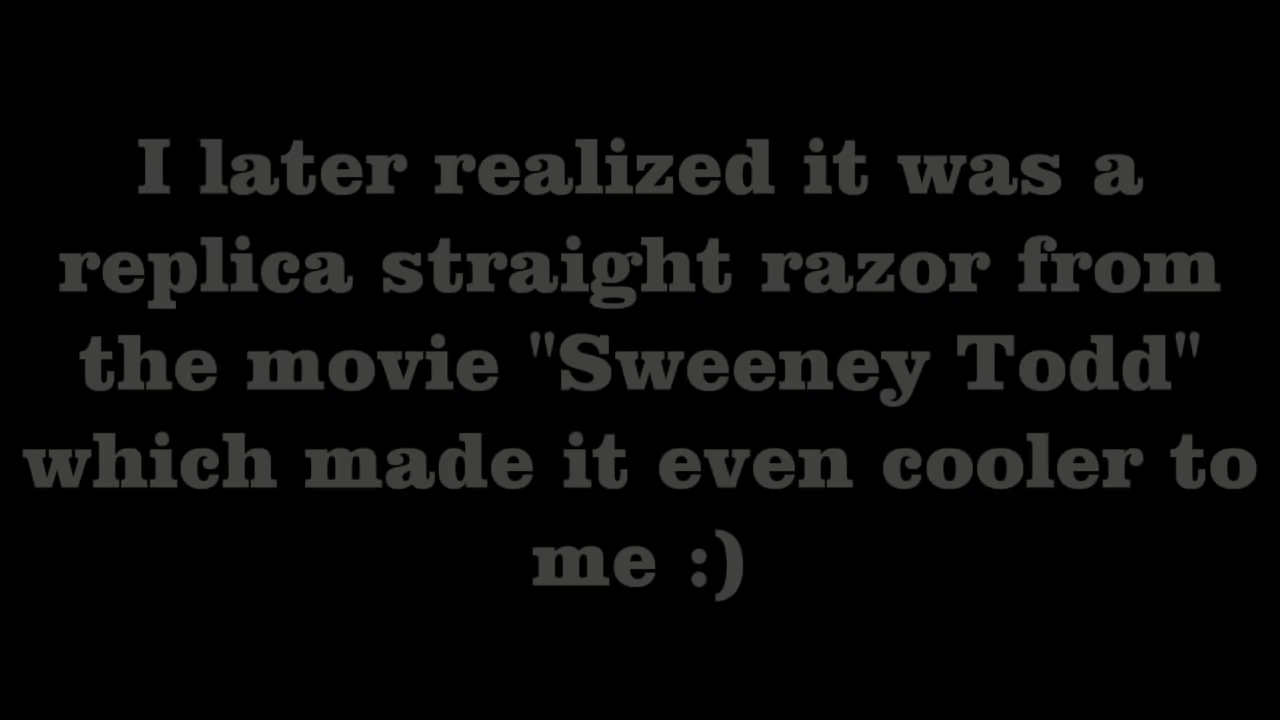 I later realized it was a
replica straight razor from
the movie "Sweeney Todd"
which made it even cooler to
me :)